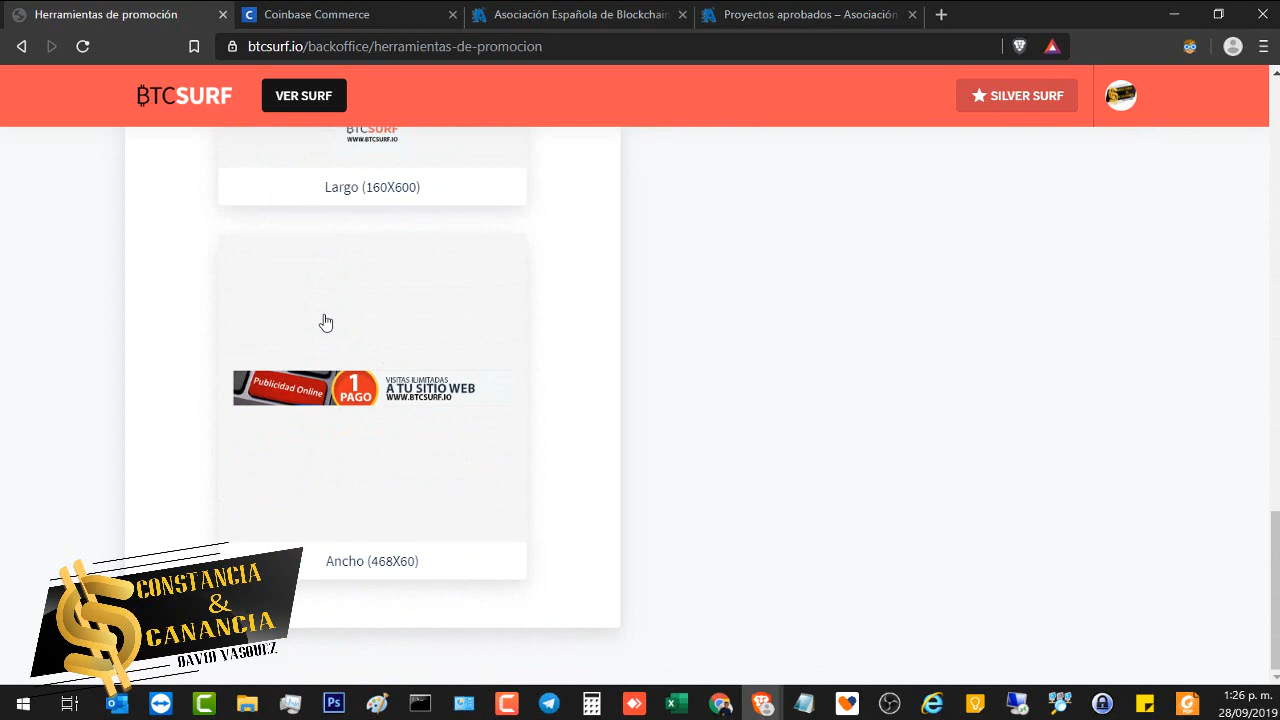 Herramientas de promoción
Coinbase Commerce
Asociación Española de Blockchain
Proyectos aprobados – Asociación
btcsurf.io/backoffice/herramientas-de-promocion
BTCSURF
VER SURF
SILVER SURF
BTCSURF
WWW.BTCSURF.IO
Largo (160X600)
Publicidad Online
1
PAGO
VISITAS ILIMITADAS
A TU SITIO WEB
WWW.BTCSURF.IO
Ancho (468X60)
CONSTANCIA
&
GANANCIA
DAVID VASQUEZ
Ps
1:26 p. m.
28/09/2019